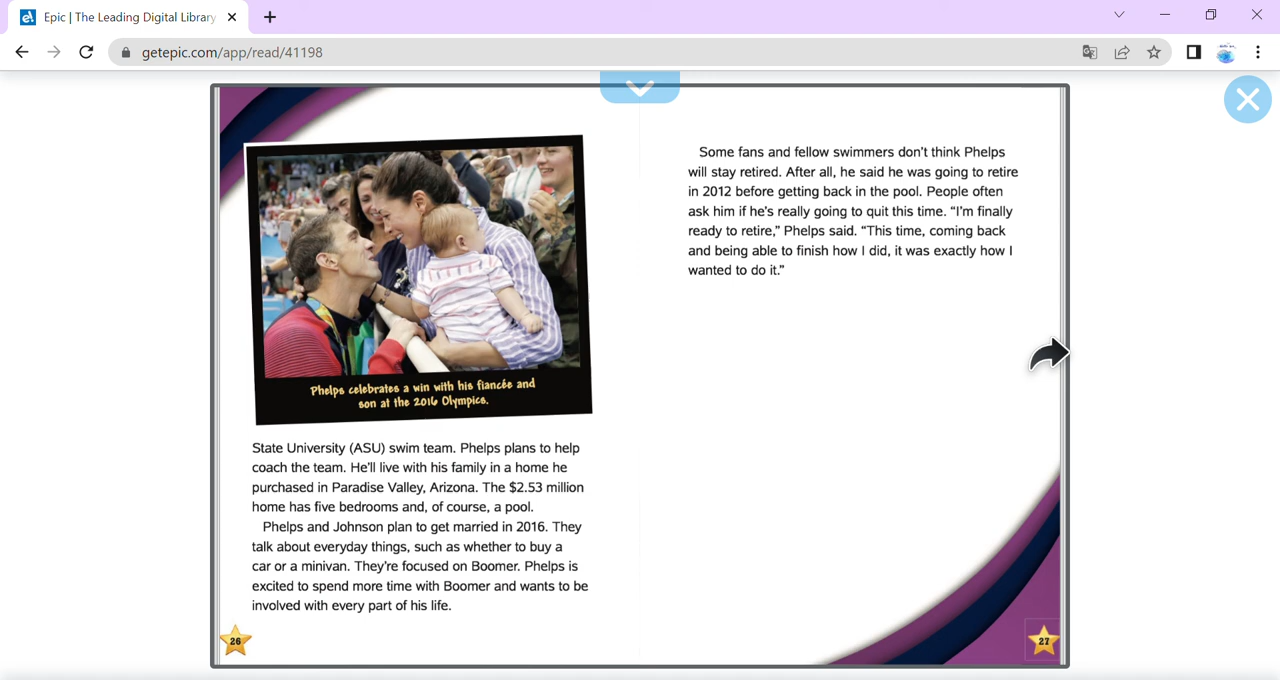 Epic | The Leading Digital Library
getepic.com/app/read/41198
Phelps celebrates a win with his fiancée and
son at the 2016 Olympics.
State University (ASU) swim team. Phelps plans to help
coach the team. He'll live with his family in a home he
purchased in Paradise Valley, Arizona. The $2.53 million
home has five bedrooms and, of course, a pool.
Phelps and Johnson plan to get married in 2016. They
talk about everyday things, such as whether to buy a
car or a minivan. They're focused on Boomer. Phelps is
excited to spend more time with Boomer and wants to be
involved with every part of his life.
26
Some fans and fellow swimmers don't think Phelps
will stay retired. After all, he said he was going to retire
in 2012 before getting back in the pool. People often
ask him if he's really going to quit this time. “I'm finally
ready to retire,” Phelps said. “This time, coming back
and being able to finish how I did, it was exactly how I
wanted to do it.”
27